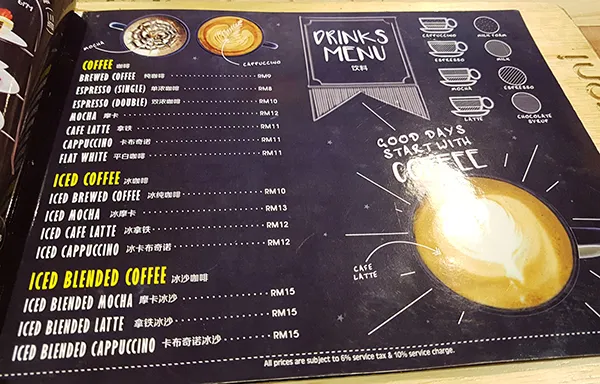 MOCHA
CAPPUCCINO
COFFEE 咖啡
BREWED COFFEE 纯咖啡 RM9
ESPRESSO (SINGLE) 单浓咖啡 RM8
ESPRESSO (DOUBLE) 双浓咖啡 RM10
MOCHA 摩卡 RM12
CAFE LATTE 拿铁 RM11
CAPPUCCINO 卡布奇诺 RM11
FLAT WHITE 平白咖啡 RM11
ICED COFFEE 冰咖啡
ICED BREWED COFFEE 冰纯咖啡 RM10
ICED MOCHA 冰摩卡 RM13
ICED CAFE LATTE 冰拿铁 RM12
ICED CAPPUCCINO 冰卡布奇诺 RM12
ICED BLENDED COFFEE 冰沙咖啡
ICED BLENDED MOCHA 摩卡冰沙 RM15
ICED BLENDED LATTE 拿铁冰沙 RM15
ICED BLENDED CAPPUCCINO 卡布奇诺冰沙 RM15
DRINKS
MENU
饮料
CAPPUCCINO
MILK FOAM
ESPRESSO
MILK
MOCHA
ESPRESSO
LATTE
CHOCOLATE
SYRUP
GOOD DAYS
START WITH
COFFEE
CAFE
LATTE
All prices are subject to 6% service tax & 10% service charge.